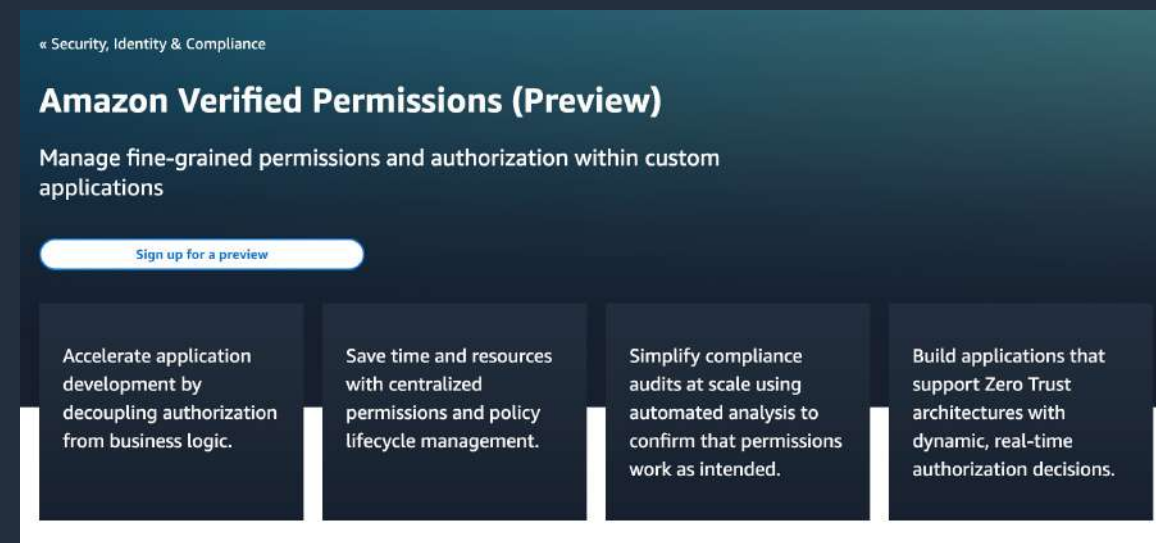 « Security, Identity & Compliance
Amazon Verified Permissions (Preview)
Manage fine-grained permissions and authorization within custom
applications
Sign up for a preview
Accelerate application
development by
decoupling authorization
from business logic.
Save time and resources
with centralized
permissions and policy
lifecycle management.
Simplify compliance
audits at scale using
automated analysis to
confirm that permissions
work as intended.
Build applications that
support Zero Trust
architectures with
dynamic, real-time
authorization decisions.